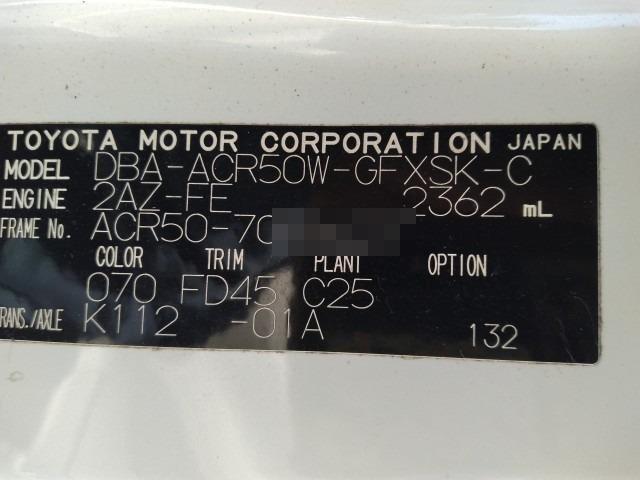 TOYOTA MOTOR CORPORATION JAPAN
MODEL DBA-ACR50W-GFXSK-C
ENGINE 2AZ-FE 2362 mL
FRAME No. ACR50-70
COLOR TRIM PLANT OPTION
070 FD45 C25
TRANS./AXLE K112 -01A 132